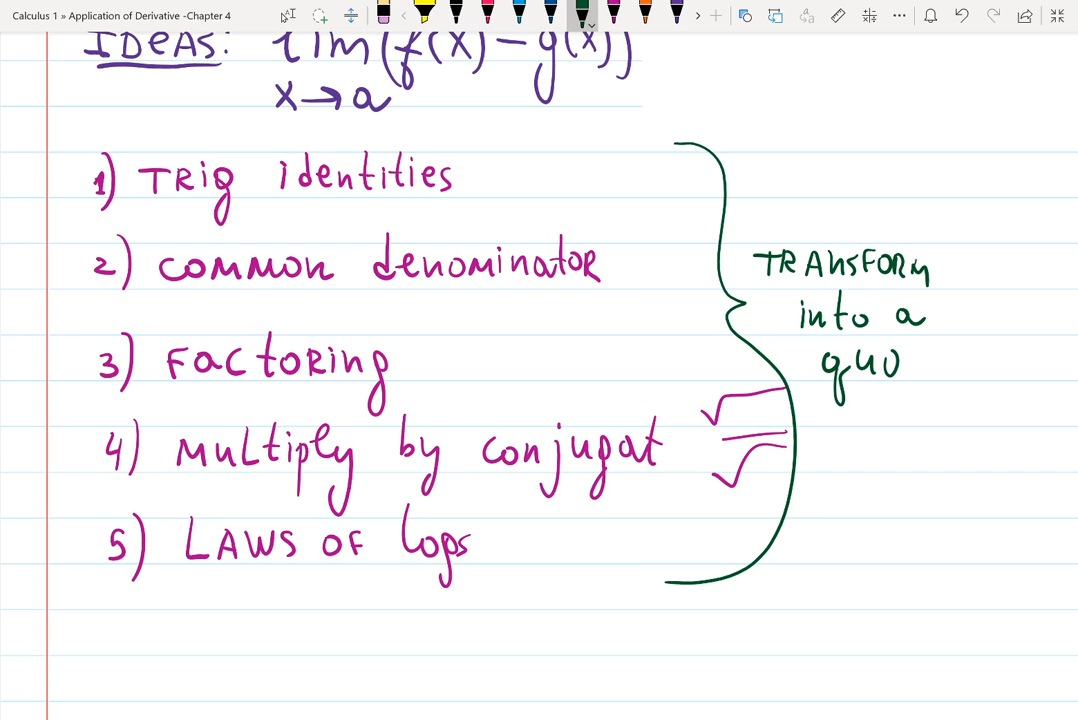 Calculus 1 » Application of Derivative -Chapter 4
IDeAS: lim (f(x) - g(x))
x→a
1) TRig identities
2) common denominator
3) Factoring
4) Multiply by conjugat √ - √
5) LAWS OF logs
TRANSFORM
into a
quo